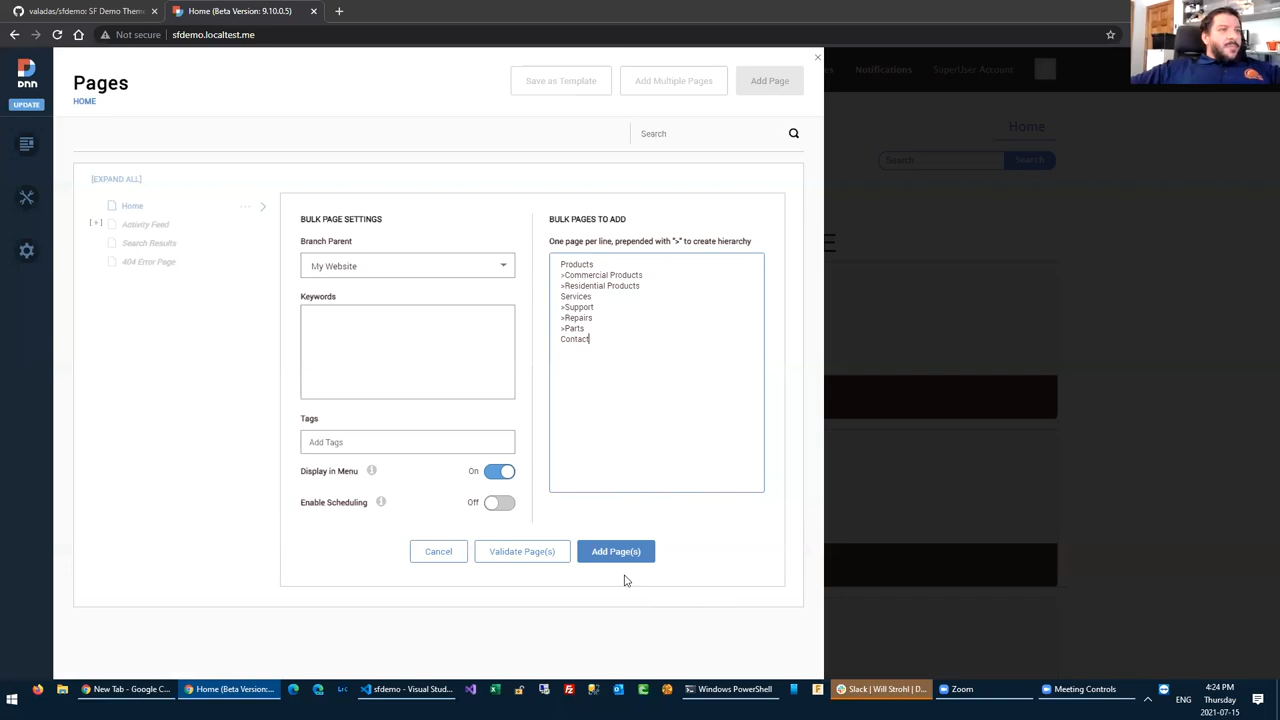 valadas/sfdemo: SF Demo Them
Home (Beta Version: 9.10.0.5)
Not secure
sfdemo.localtest.me
dnn
UPDATE
Pages
HOME
Save as Template
Add Multiple Pages
Add Page
Notifications
SuperUser Account
Home
Search
Search...
Search
[EXPAND ALL]
Home
[+]
Activity Feed
Search Results
404 Error Page
BULK PAGE SETTINGS
Branch Parent
My Website
Keywords
Tags
Add Tags
Display in Menu
On
Enable Scheduling
Off
BULK PAGES TO ADD
One page per line, prepended with ">" to create hierarchy
Products
>Commercial Products
>Residential Products
Services
>Support
>Repairs
>Parts
Contact
Cancel
Validate Page(s)
Add Page(s)
New Tab - Google C...
Home (Beta Version:...
sfdemo - Visual Stud...
Windows PowerShell
Slack | Will Strohl | D...
Zoom
Meeting Controls
ENG
4:24 PM
Thursday
2021-07-15